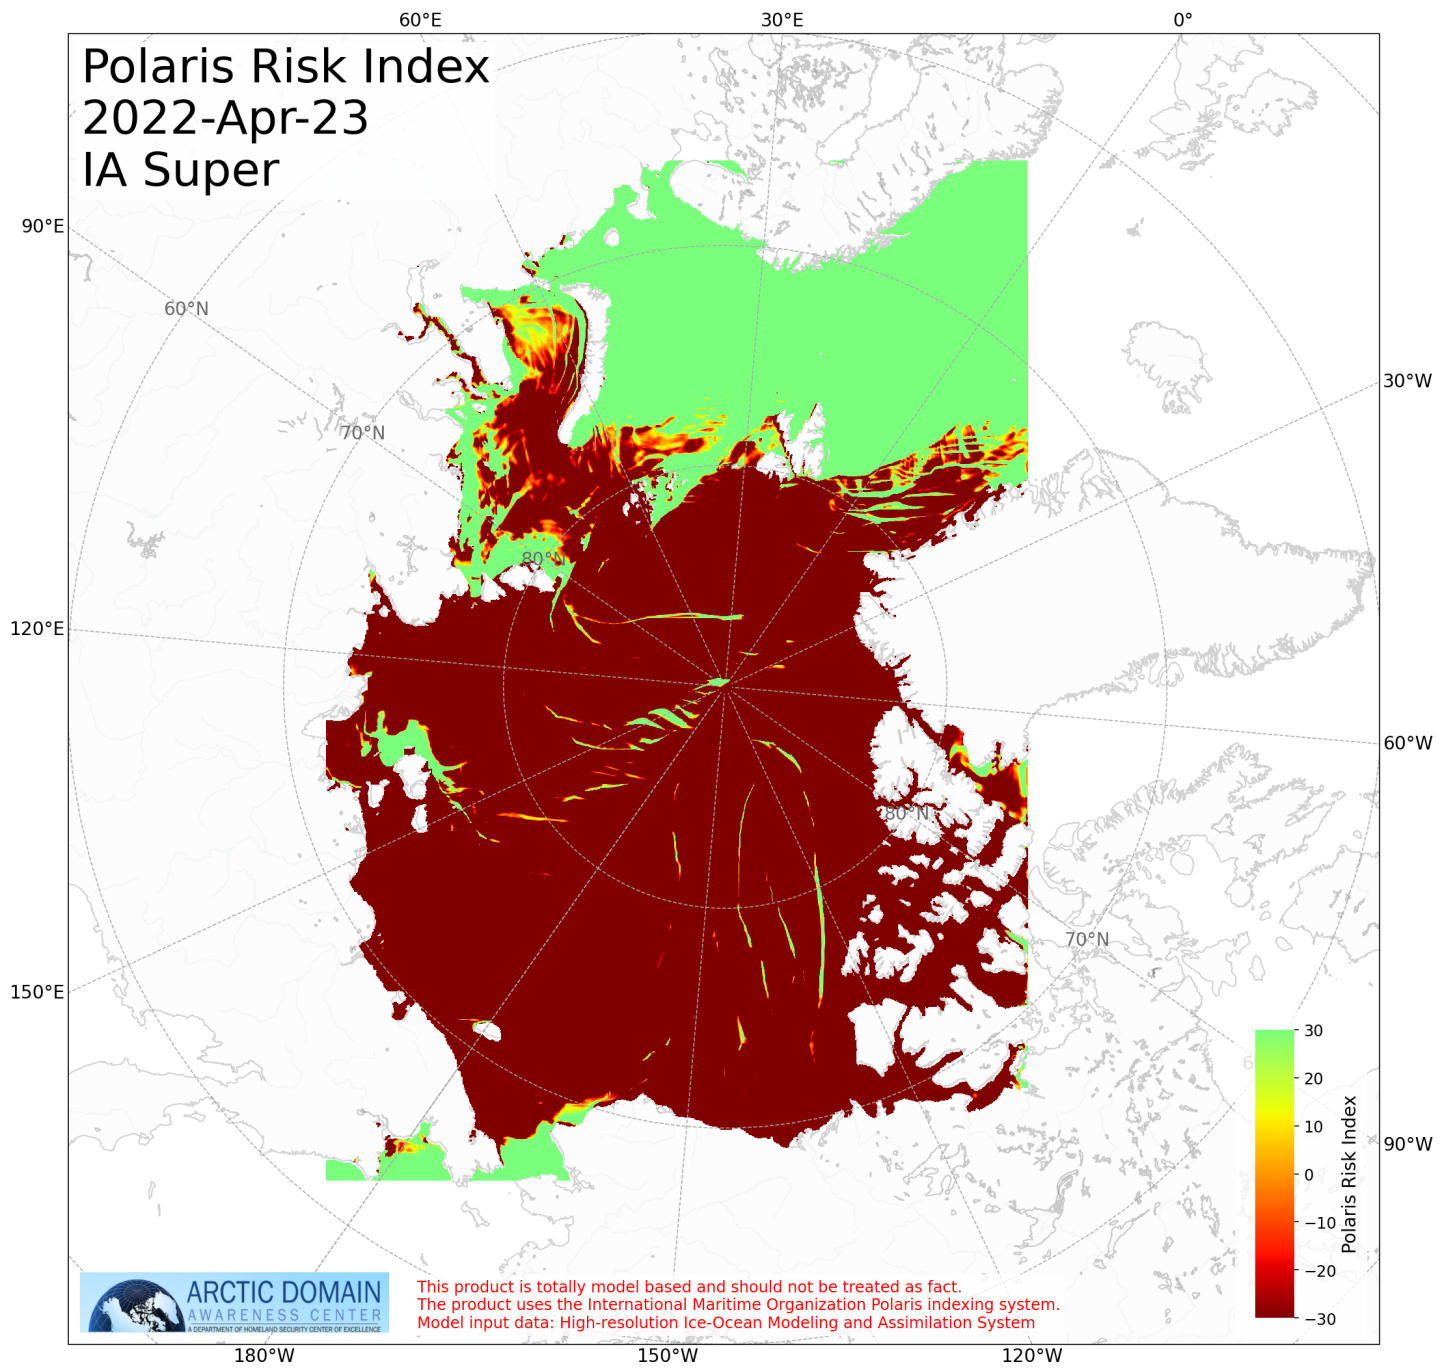 60°E 30°E 0°
Polaris Risk Index
2022-Apr-23
IA Super
90°E
60°N
30°W
70°N
80°N
120°E
60°W
80°N
70°N
150°E
30
20
10
0
−10
−20
−30
Polaris Risk Index
90°W
ARCTIC DOMAIN
AWARENESS CENTER
A DEPARTMENT OF HOMELAND SECURITY CENTER OF EXCELLENCE
This product is totally model based and should not be treated as fact.
The product uses the International Maritime Organization Polaris indexing system.
Model input data: High-resolution Ice-Ocean Modeling and Assimilation System
180°W 150°W 120°W